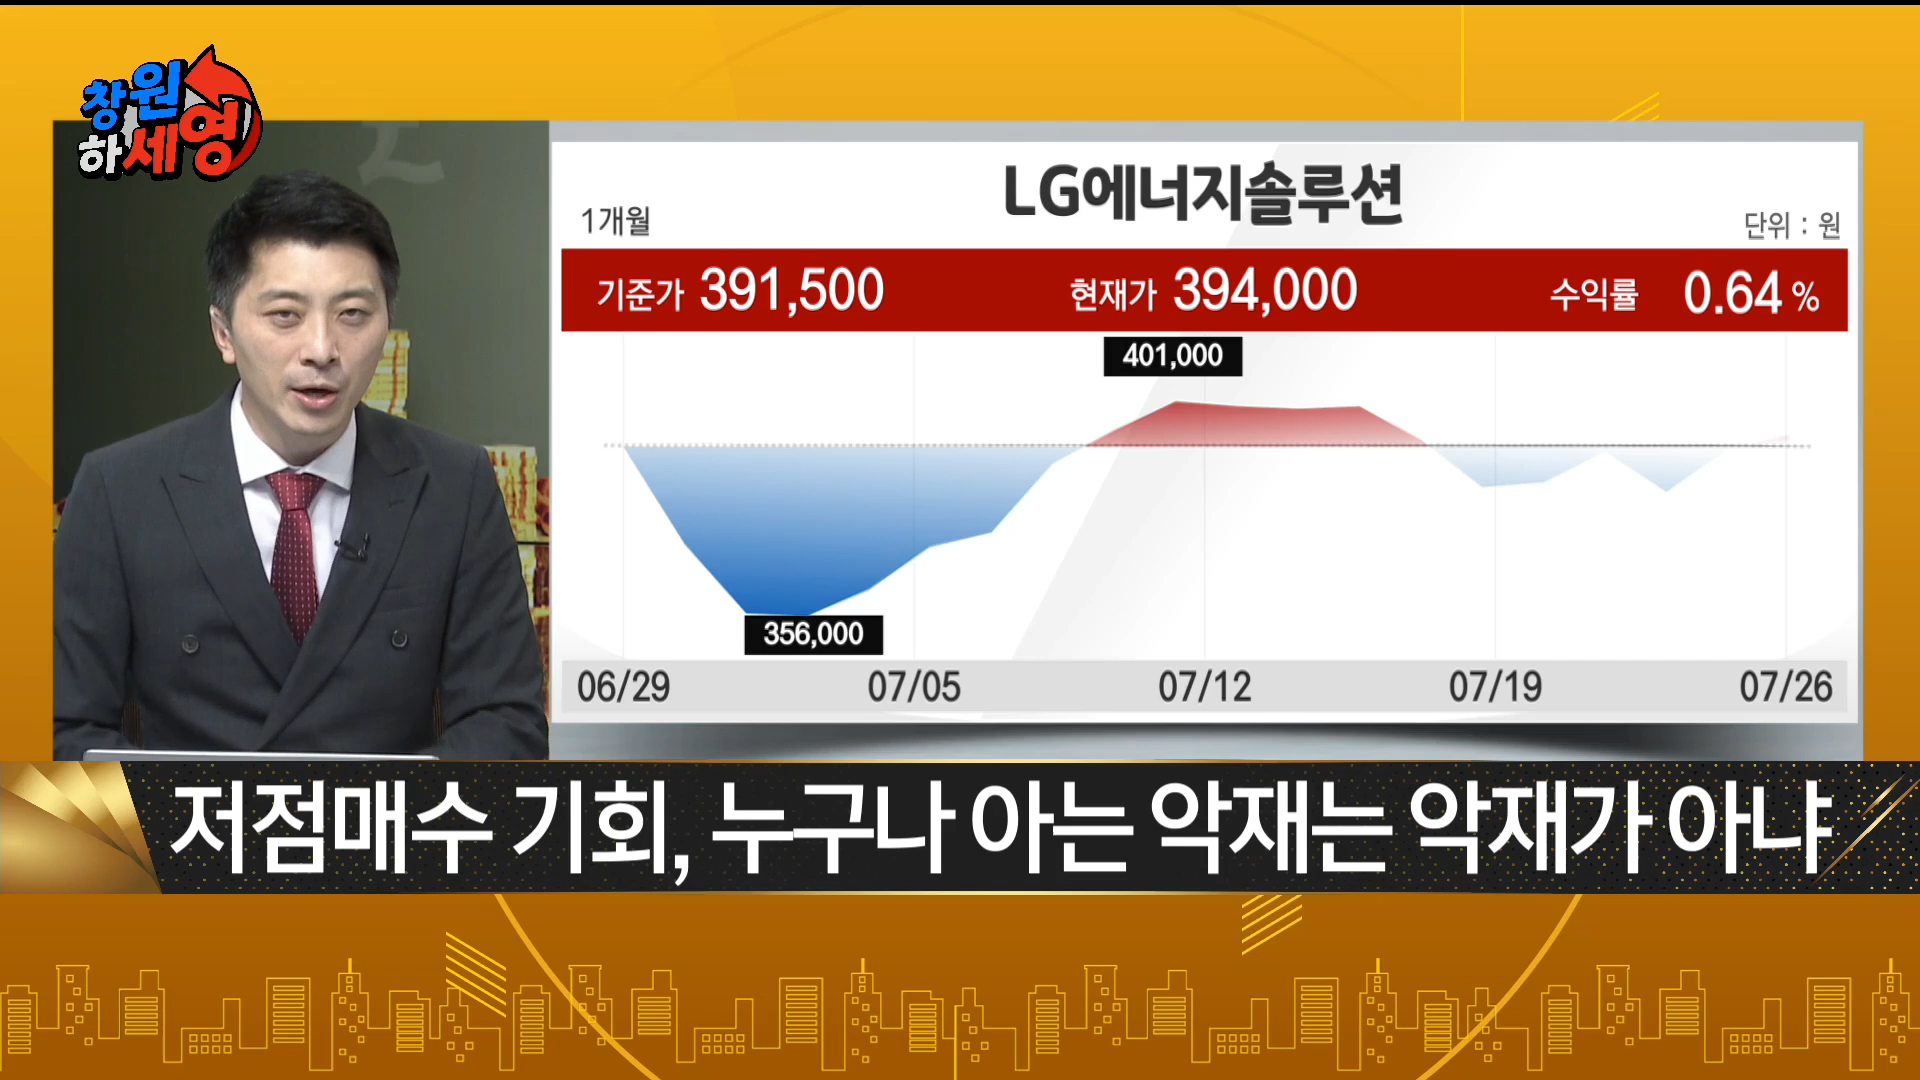 창원
하세영
LG에너지솔루션
1개월
단위 : 원
기준가 391,500 현재가 394,000 수익률 0.64 %
401,000
356,000
06/29 07/05 07/12 07/19 07/26
저점매수 기회, 누구나 아는 악재는 악재가 아냐